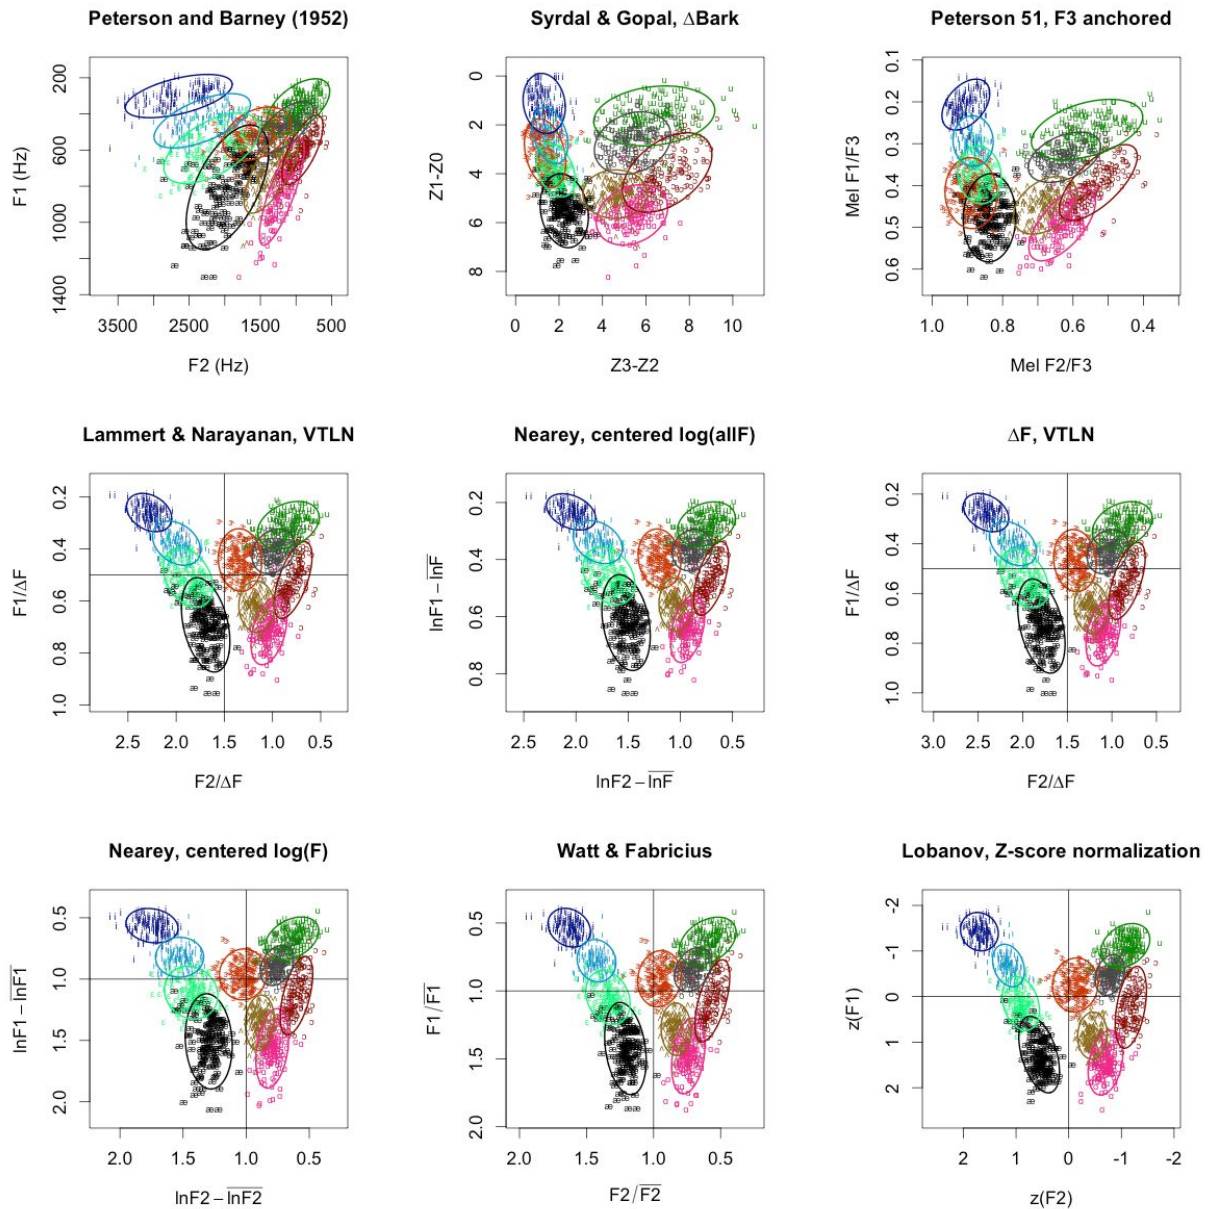 Peterson and Barney (1952)
Syrdal & Gopal, ΔBark
Peterson 51, F3 anchored
F1 (Hz)
200
600
1000
1400
3500 2500 1500 500
F2 (Hz)
Z1-Z0
0
2
4
6
8
0 2 4 6 8 10
Z3-Z2
Mel F1/F3
0.1
0.2
0.3
0.4
0.5
0.6
1.0 0.8 0.6 0.4
Mel F2/F3
Lammert & Narayanan, VTLN
Nearey, centered log(allF)
ΔF, VTLN
F1/ΔF
0.2
0.4
0.6
0.8
1.0
2.5 2.0 1.5 1.0 0.5
F2/ΔF
lnF1 – l̅n̅F̅
0.2
0.4
0.6
0.8
2.5 2.0 1.5 1.0 0.5
lnF2 – l̅n̅F̅
F1/ΔF
0.2
0.4
0.6
0.8
1.0
3.0 2.5 2.0 1.5 1.0 0.5
F2/ΔF
Nearey, centered log(F)
Watt & Fabricius
Lobanov, Z-score normalization
lnF1 – l̅n̅F̅1̅
0.5
1.0
1.5
2.0
2.0 1.5 1.0 0.5
lnF2 – l̅n̅F̅2̅
F1/F̅1̅
0.5
1.0
1.5
2.0
2.0 1.5 1.0 0.5
F2/F̅2̅
z(F1)
-2
-1
0
1
2
2 1 0 -1 -2
z(F2)